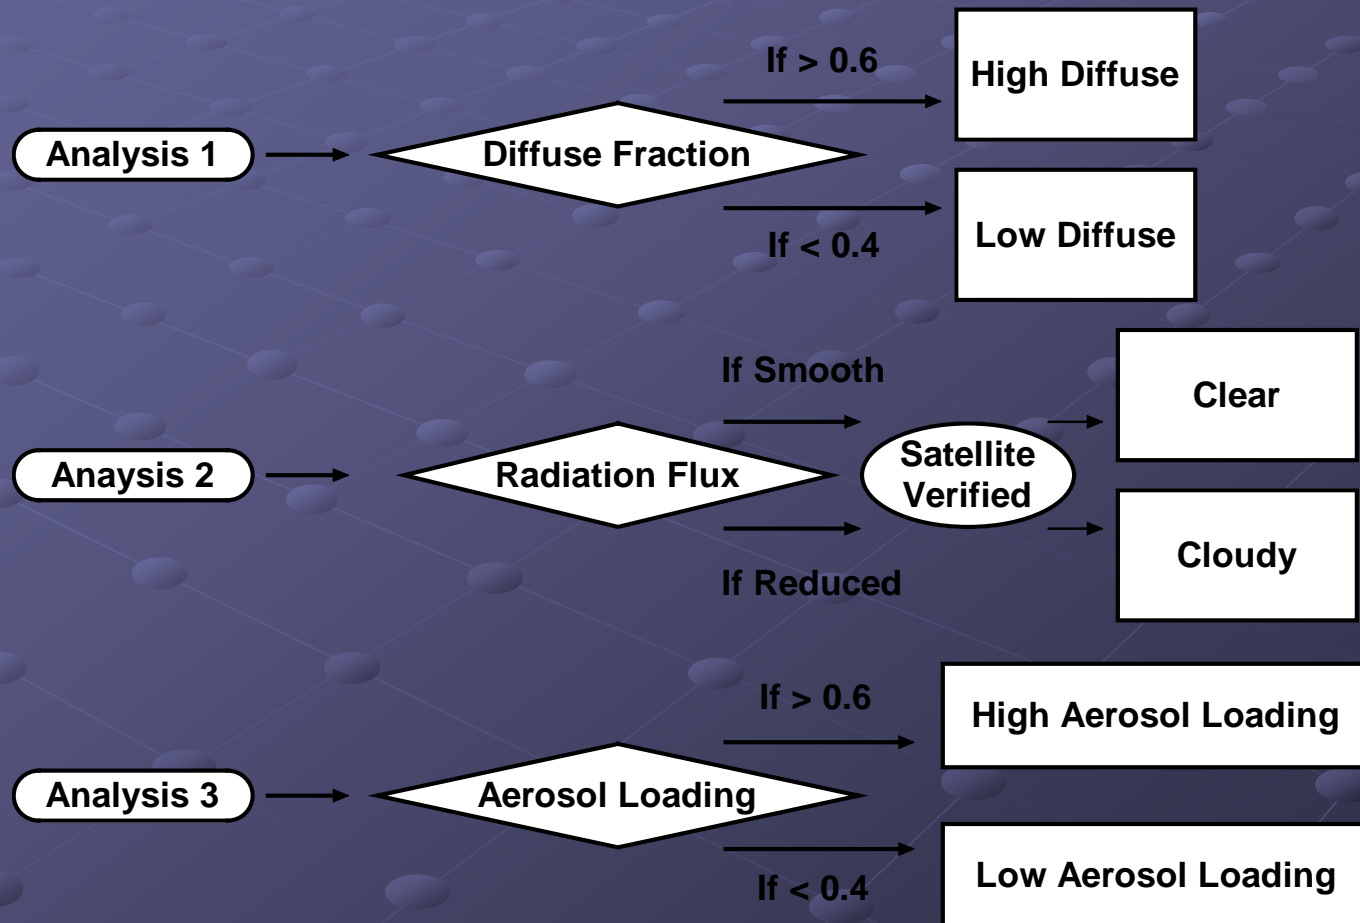 Analysis 1
Diffuse Fraction
If > 0.6
High Diffuse
If < 0.4
Low Diffuse
Anaysis 2
Radiation Flux
If Smooth
If Reduced
Satellite
Verified
Clear
Cloudy
Analysis 3
Aerosol Loading
If > 0.6
High Aerosol Loading
If < 0.4
Low Aerosol Loading